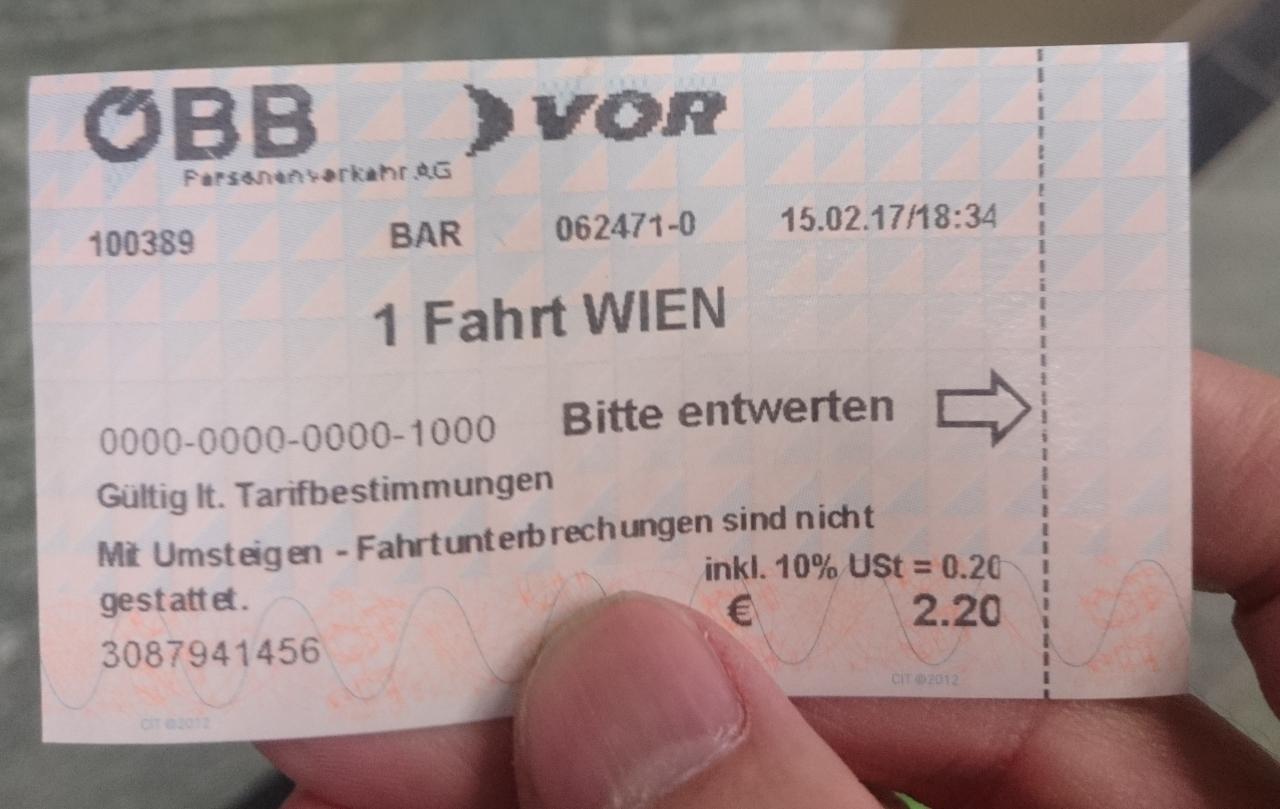 ÖBB VOR
Personenverkehr AG
100389 BAR 062471-0 15.02.17/18:34
1 Fahrt WIEN
0000-0000-0000-1000 Bitte entwerten
Gültig lt. Tarifbestimmungen
Mit Umsteigen - Fahrtunterbrechungen sind nicht
gestattet. inkl. 10% USt = 0.20
€ 2.20
3087941456
CIT ©2012 CIT ©2012